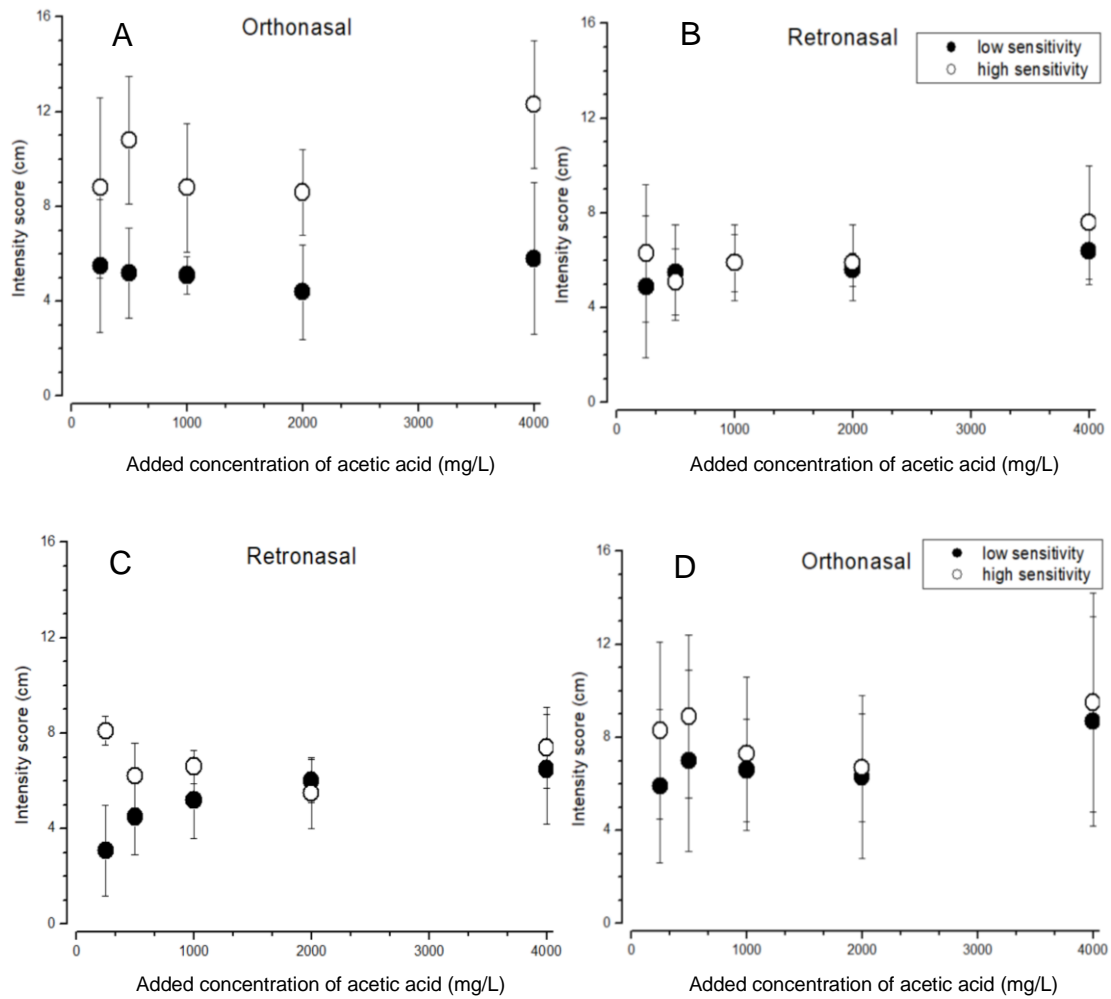 A
Orthonasal
16
12
8
4
0
Intensity score (cm)
0 1000 2000 3000 4000
Added concentration of acetic acid (mg/L)
B
Retronasal
low sensitivity
high sensitivity
16
12
8
4
0
Intensity score (cm)
0 1000 2000 3000 4000
Added concentration of acetic acid (mg/L)
C
Retronasal
16
12
8
4
0
Intensity score (cm)
0 1000 2000 3000 4000
Added concentration of acetic acid (mg/L)
D
Orthonasal
low sensitivity
high sensitivity
16
12
8
4
0
Intensity score (cm)
0 1000 2000 3000 4000
Added concentration of acetic acid (mg/L)